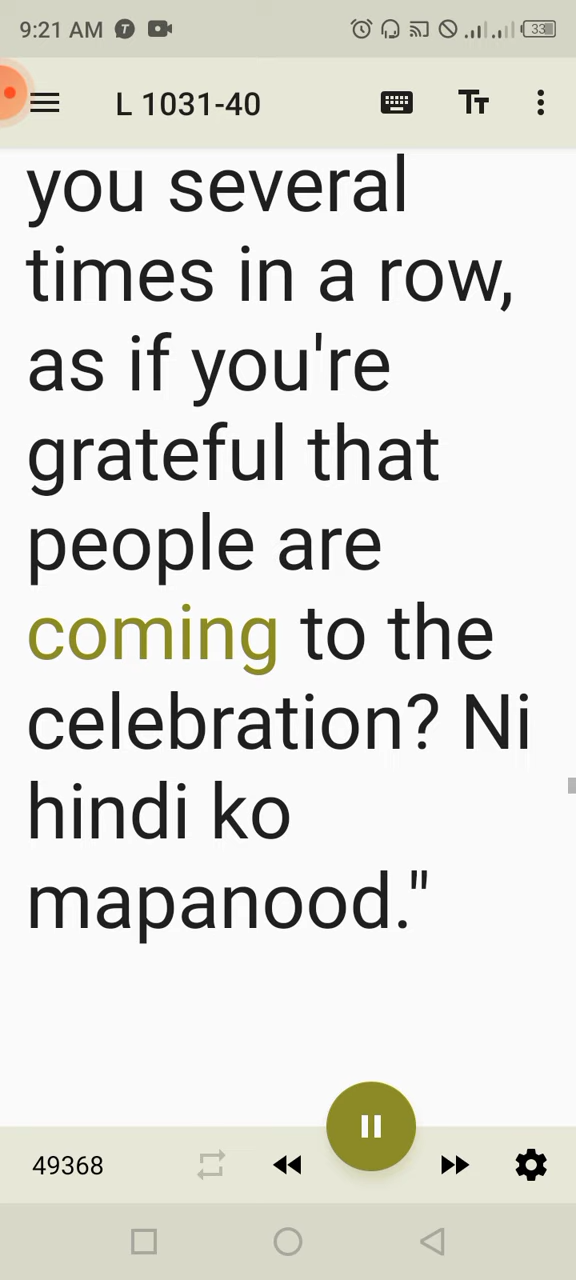 9:21 AM
33
L 1031-40
you several
times in a row,
as if you're
grateful that
people are
coming to the
celebration? Ni
hindi ko
mapanood."
49368